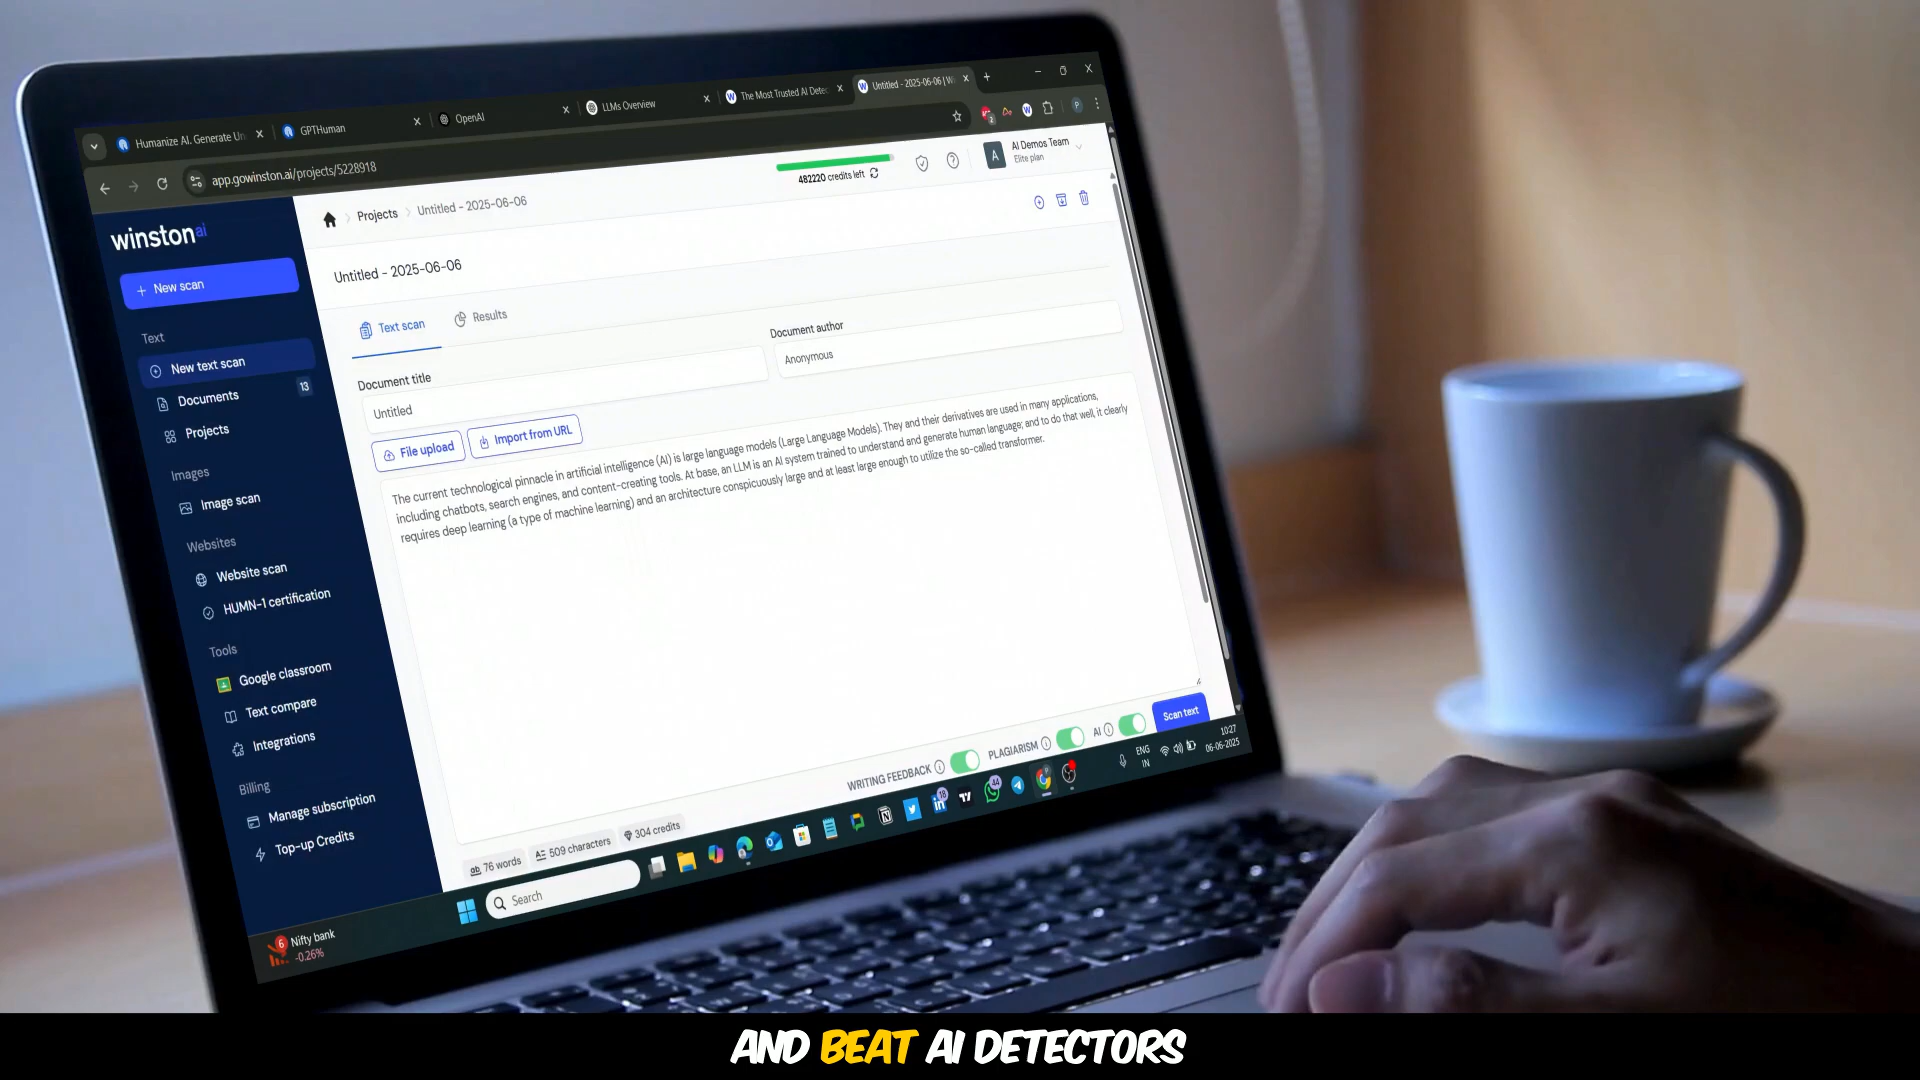 Humanize AI. Generate Un
GPTHuman
OpenAI
LLMs Overview
The Most Trusted AI Detec
Untitled - 2025-06-06 | W
app.gowinston.ai/projects/5228918
482220 credits left
A
AI Demos Team
Elite plan
winston ai
Projects
Untitled - 2025-06-06
+ New scan
Untitled - 2025-06-06
Text scan
Results
Text
New text scan
Documents
13
Projects
Images
Image scan
Websites
Website scan
HUMN-1 certification
Tools
Google classroom
Text compare
Integrations
Billing
Manage subscription
Top-up Credits
Document title
Untitled
Document author
Anonymous
File upload
Import from URL
The current technological pinnacle in artificial intelligence (AI) is large language models (Large Language Models). They and their derivatives are used in many applications,
including chatbots, search engines, and content-creating tools. At base, an LLM is an AI system trained to understand and generate human language; and to do that well, it clearly
requires deep learning (a type of machine learning) and an architecture conspicuously large and at least large enough to utilize the so-called transformer.
WRITING FEEDBACK
PLAGIARISM
AI
Scan text
76 words
509 characters
304 credits
Search
6
Nifty bank
-0.26%
18
44
ENG
IN
10:27
06-06-2025
AND BEAT AI DETECTORS